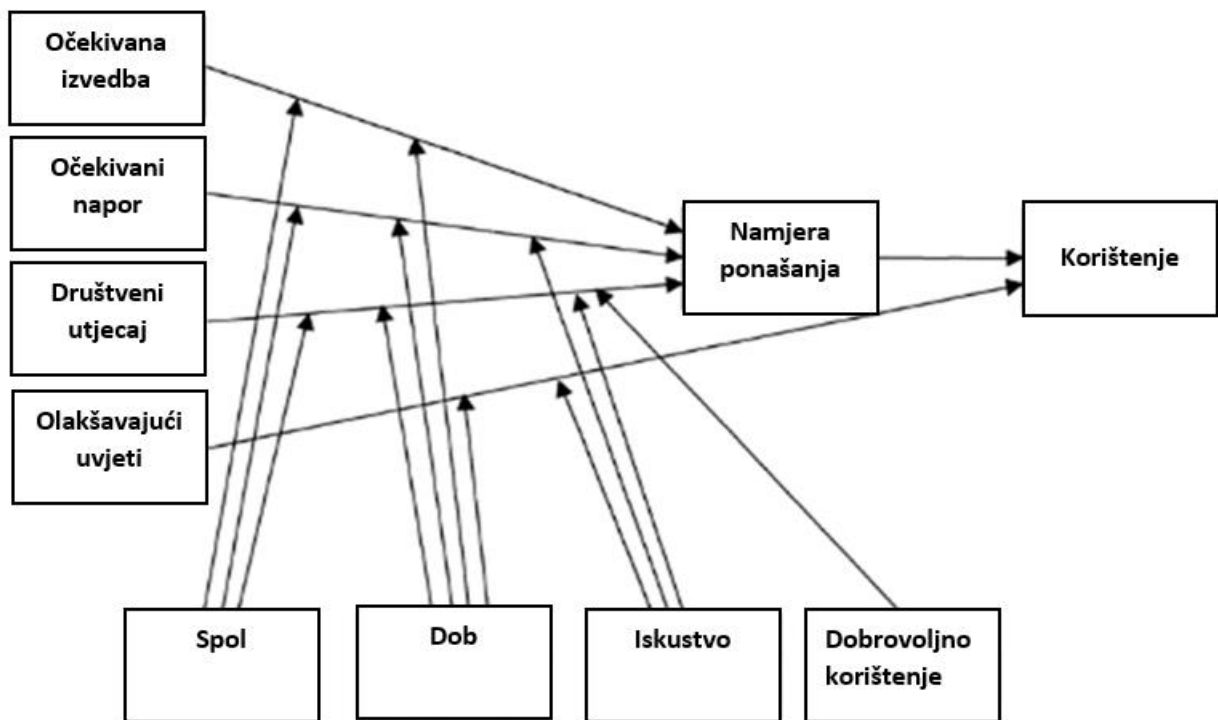 Očekivana
izvedba
Očekivani
napor
Društveni
utjecaj
Olakšavajući
uvjeti
Namjera
ponašanja
Korištenje
Spol
Dob
Iskustvo
Dobrovoljno
korištenje